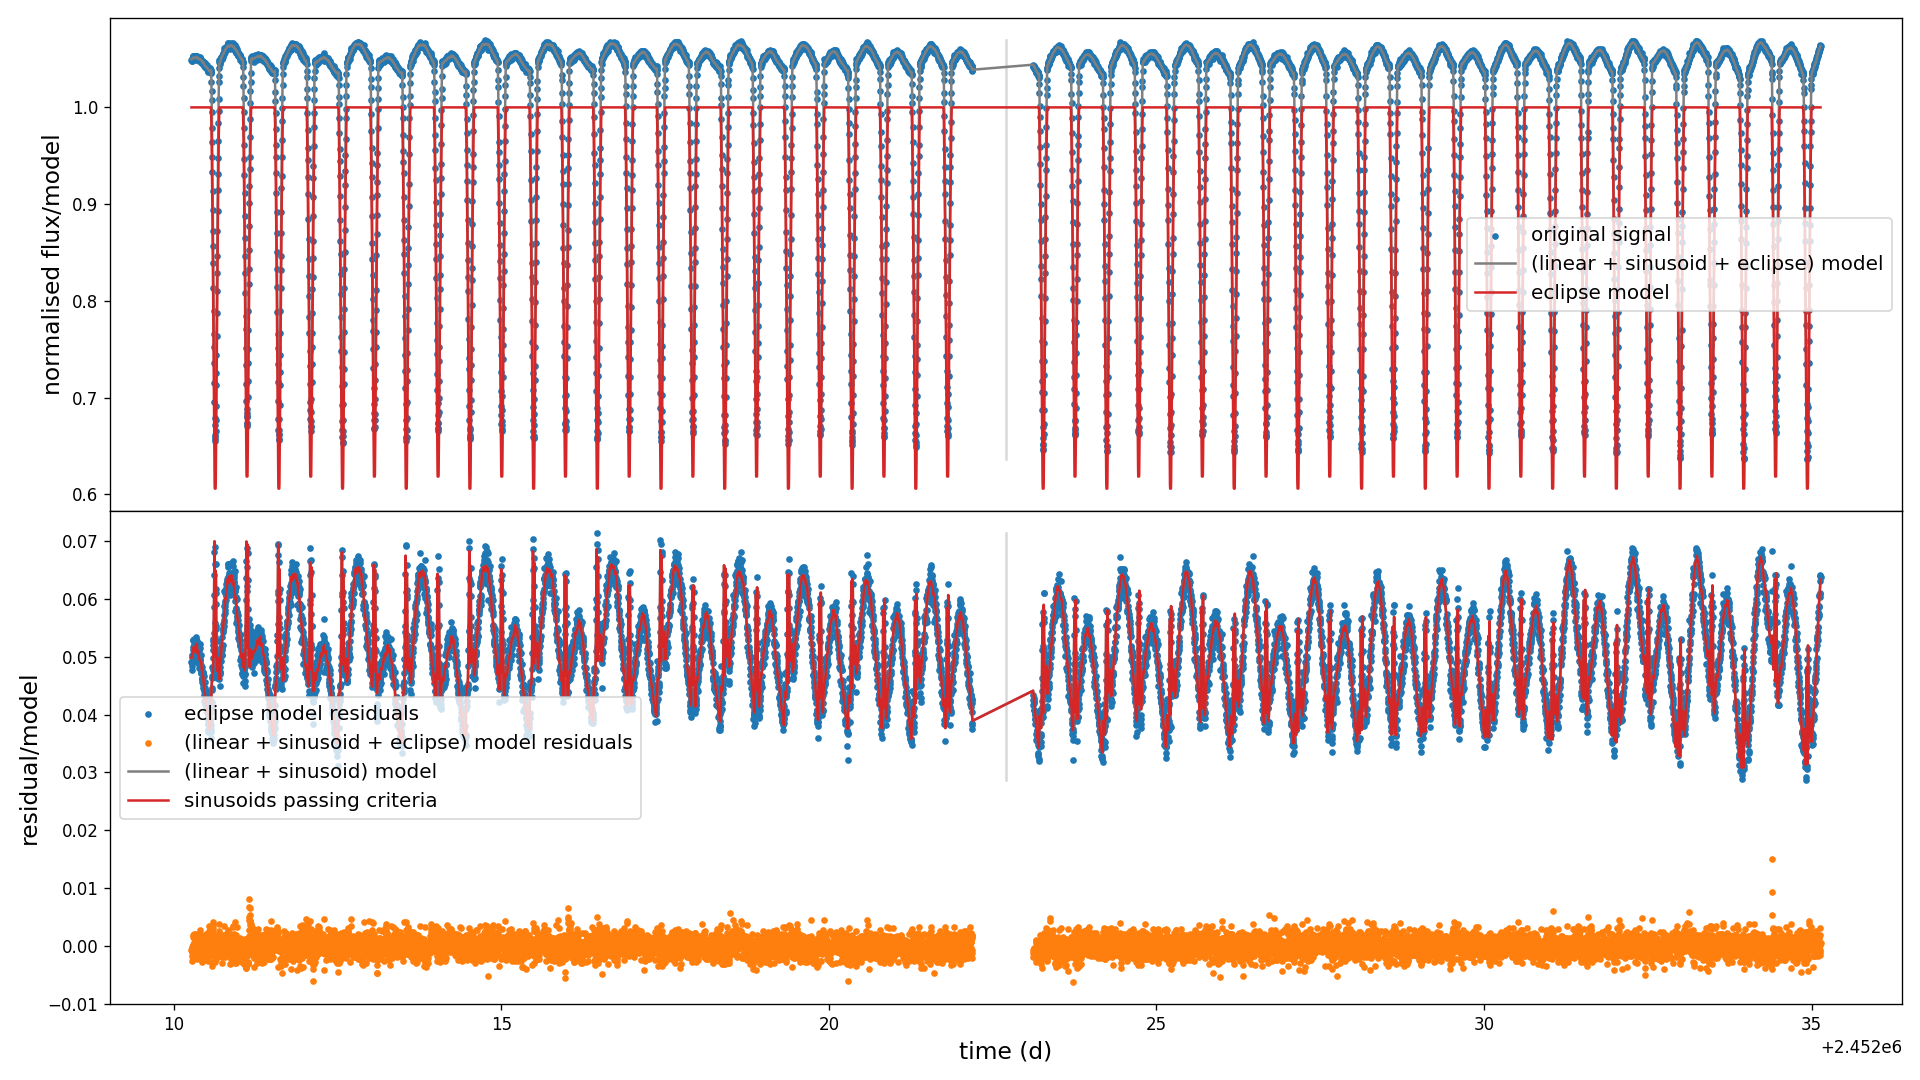 1.0
0.9
0.8
0.7
0.6
normalised flux/model
original signal
(linear + sinusoid + eclipse) model
eclipse model
0.07
0.06
0.05
0.04
0.03
0.02
0.01
0.00
−0.01
residual/model
eclipse model residuals
(linear + sinusoid + eclipse) model residuals
(linear + sinusoid) model
sinusoids passing criteria
10
15
20
25
30
35
time (d)
+2.452e6